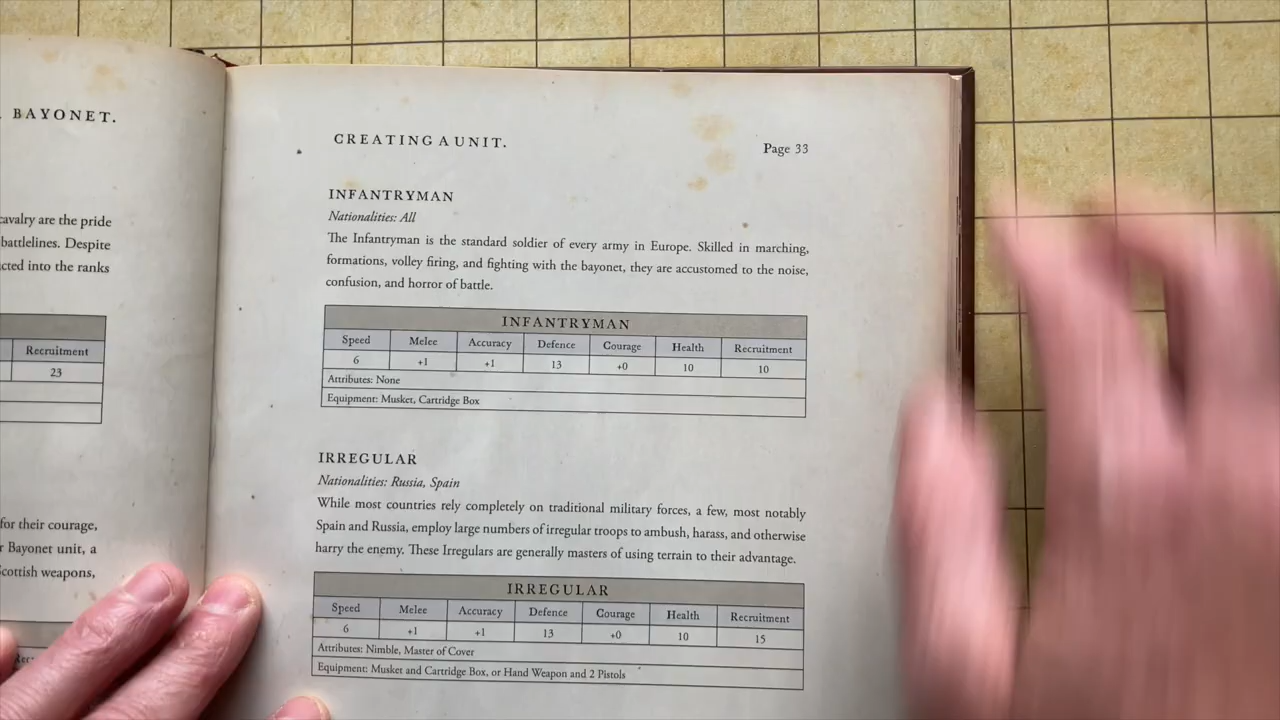 BAYONET.
cavalry are the pride
battlelines. Despite
cted into the ranks
Recruitment
23
for their courage,
Bayonet unit, a
Scottish weapons,
CREATING A UNIT. Page 33
INFANTRYMAN
Nationalities: All
The Infantryman is the standard soldier of every army in Europe. Skilled in marching,
formations, volley firing, and fighting with the bayonet, they are accustomed to the noise,
confusion, and horror of battle.
INFANTRYMAN
Speed Melee Accuracy Defence Courage Health Recruitment
6 +1 +1 13 +0 10 10
Attributes: None
Equipment: Musket, Cartridge Box
IRREGULAR
Nationalities: Russia, Spain
While most countries rely completely on traditional military forces, a few, most notably
Spain and Russia, employ large numbers of irregular troops to ambush, harass, and otherwise
harry the enemy. These Irregulars are generally masters of using terrain to their advantage.
IRREGULAR
Speed Melee Accuracy Defence Courage Health Recruitment
6 +1 +1 13 +0 10 15
Attributes: Nimble, Master of Cover
Equipment: Musket and Cartridge Box, or Hand Weapon and 2 Pistols